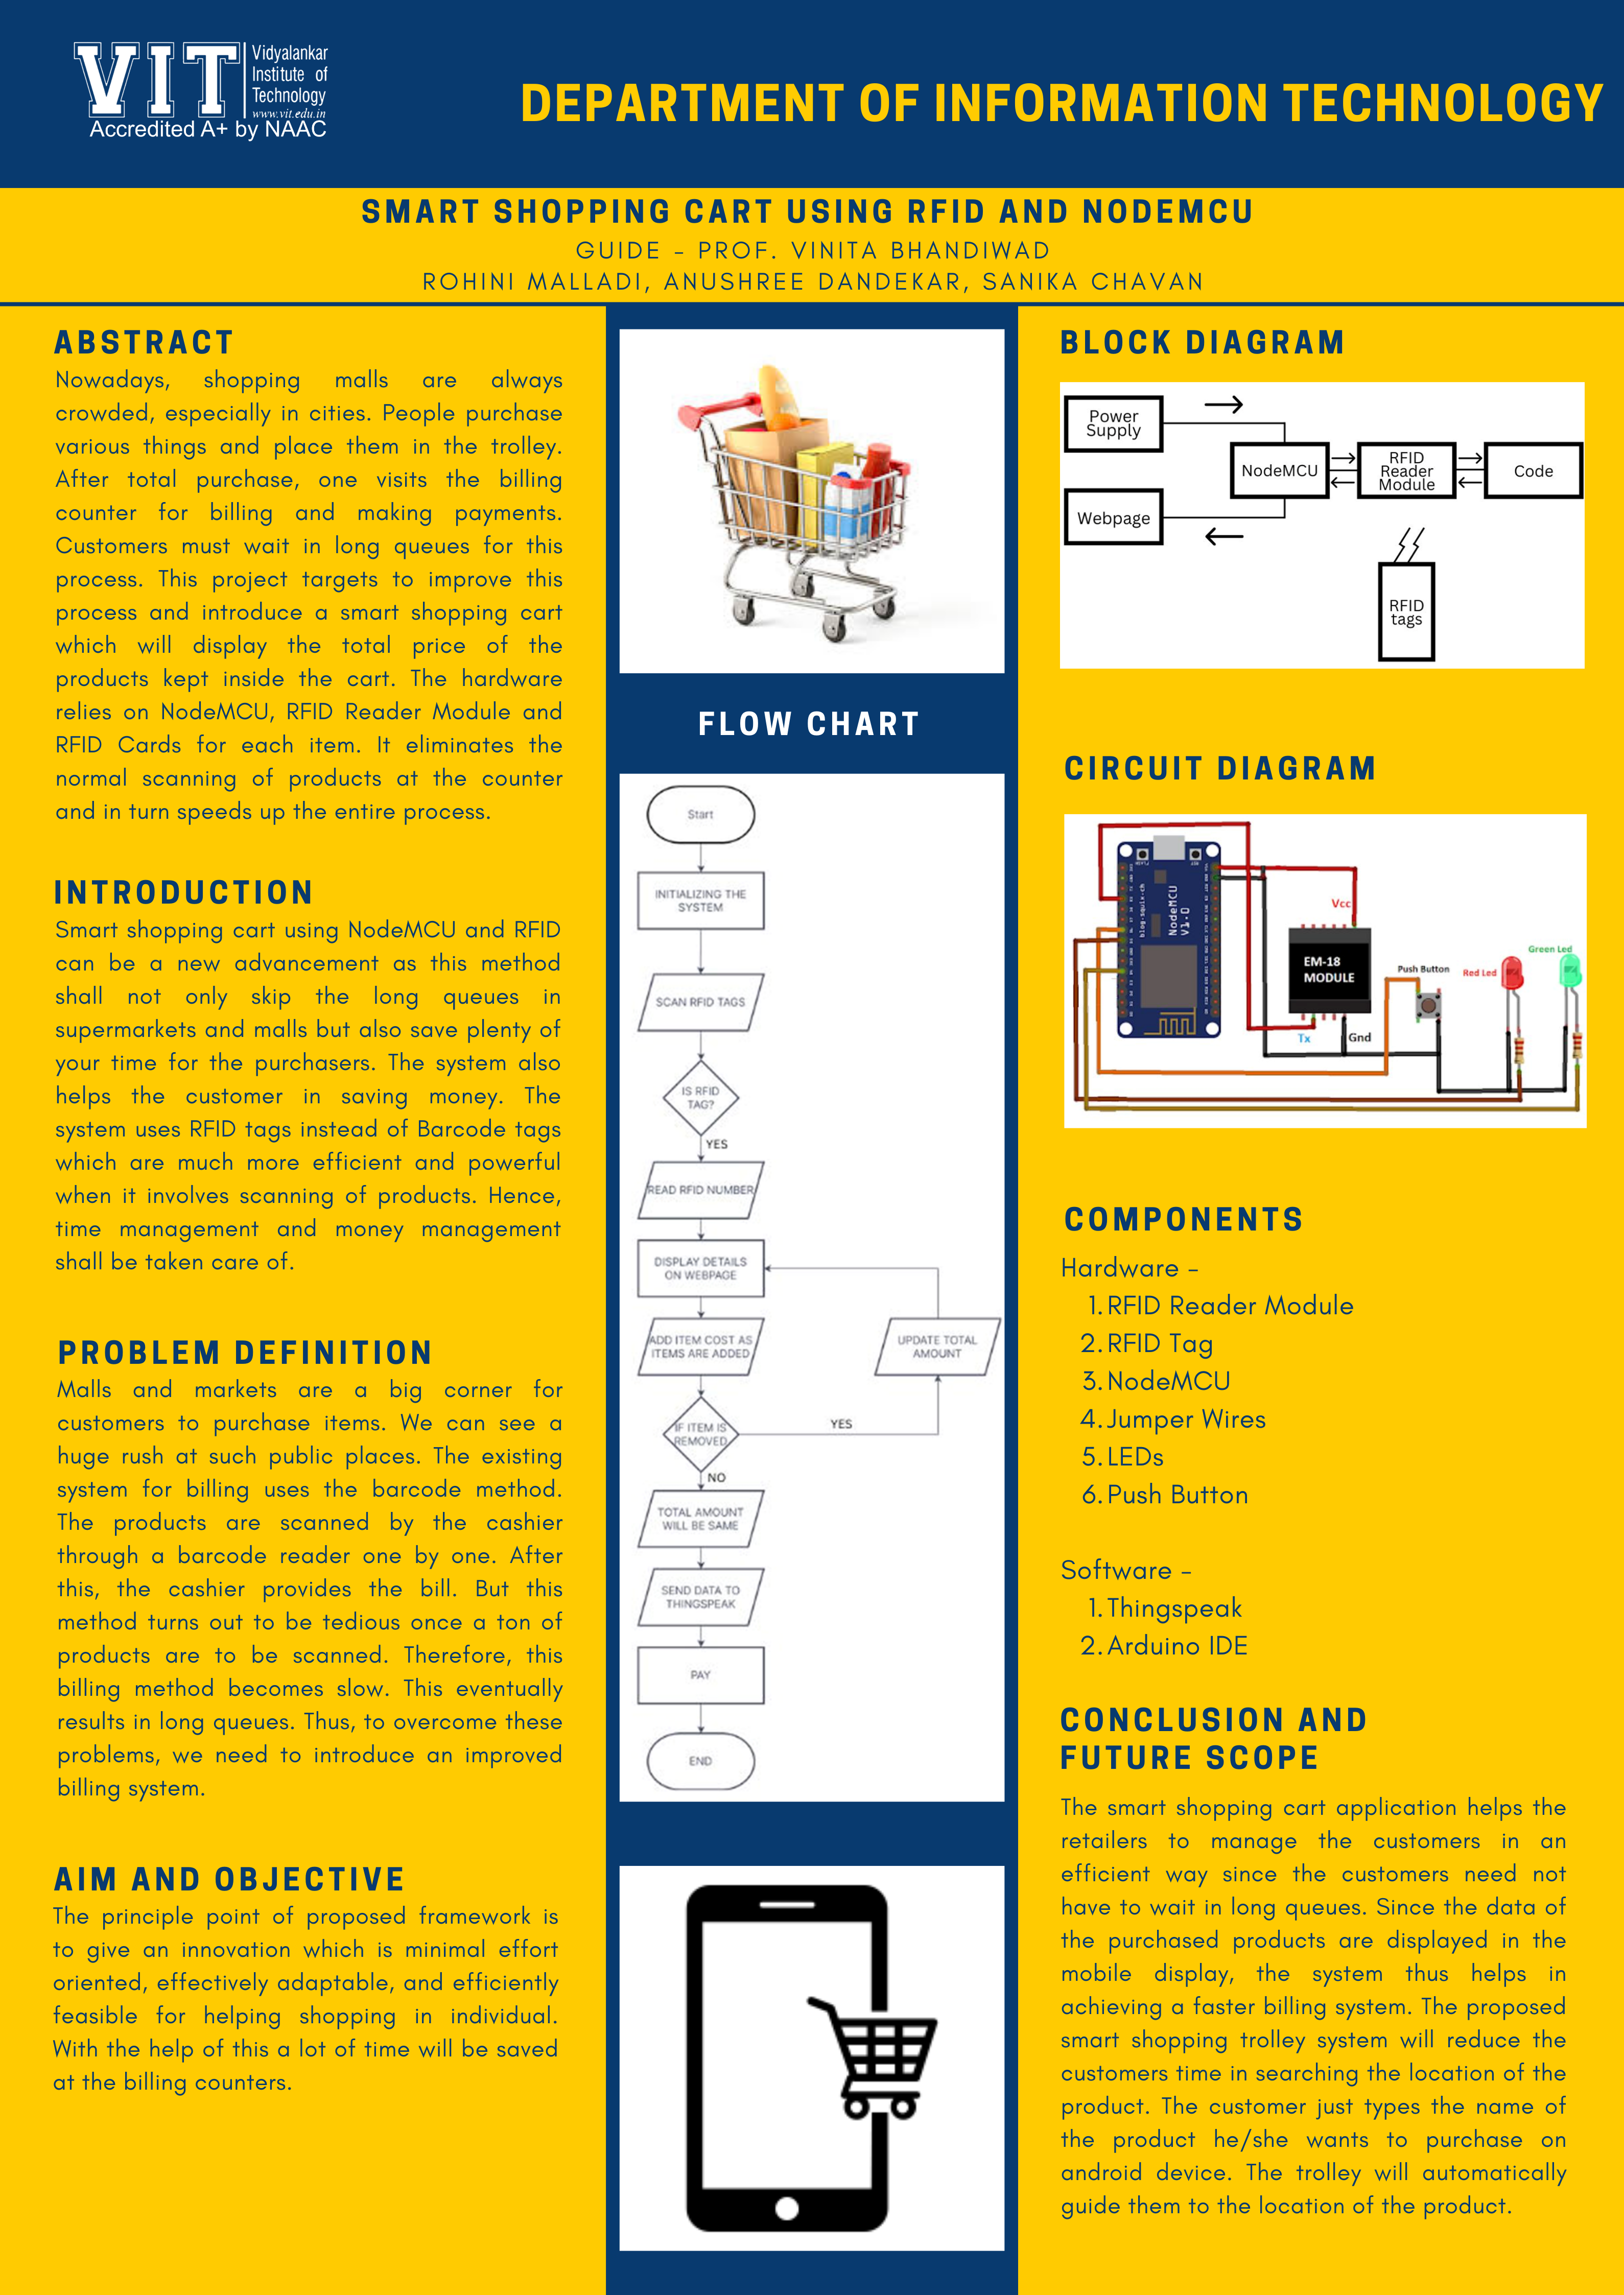 VIT
Vidyalankar
Institute of
Technology
www.vit.edu.in
Accredited A+ by NAAC
DEPARTMENT OF INFORMATION TECHNOLOGY
SMART SHOPPING CART USING RFID AND NODEMCU
GUIDE - PROF. VINITA BHANDIWAD
ROHINI MALLADI, ANUSHREE DANDEKAR, SANIKA CHAVAN
ABSTRACT
Nowadays, shopping malls are always
crowded, especially in cities. People purchase
various things and place them in the trolley.
After total purchase, one visits the billing
counter for billing and making payments.
Customers must wait in long queues for this
process. This project targets to improve this
process and introduce a smart shopping cart
which will display the total price of the
products kept inside the cart. The hardware
relies on NodeMCU, RFID Reader Module and
RFID Cards for each item. It eliminates the
normal scanning of products at the counter
and in turn speeds up the entire process.
INTRODUCTION
Smart shopping cart using NodeMCU and RFID
can be a new advancement as this method
shall not only skip the long queues in
supermarkets and malls but also save plenty of
your time for the purchasers. The system also
helps the customer in saving money. The
system uses RFID tags instead of Barcode tags
which are much more efficient and powerful
when it involves scanning of products. Hence,
time management and money management
shall be taken care of.
PROBLEM DEFINITION
Malls and markets are a big corner for
customers to purchase items. We can see a
huge rush at such public places. The existing
system for billing uses the barcode method.
The products are scanned by the cashier
through a barcode reader one by one. After
this, the cashier provides the bill. But this
method turns out to be tedious once a ton of
products are to be scanned. Therefore, this
billing method becomes slow. This eventually
results in long queues. Thus, to overcome these
problems, we need to introduce an improved
billing system.
AIM AND OBJECTIVE
The principle point of proposed framework is
to give an innovation which is minimal effort
oriented, effectively adaptable, and efficiently
feasible for helping shopping in individual.
With the help of this a lot of time will be saved
at the billing counters.
FLOW CHART
Start
INITIALIZING THE
SYSTEM
SCAN RFID TAGS
IS RFID
TAG?
YES
READ RFID NUMBER
DISPLAY DETAILS
ON WEBPAGE
ADD ITEM COST AS
ITEMS ARE ADDED
UPDATE TOTAL
AMOUNT
IF ITEM IS
REMOVED
YES
NO
TOTAL AMOUNT
WILL BE SAME
SEND DATA TO
THINGSPEAK
PAY
END
BLOCK DIAGRAM
Power
Supply
NodeMCU
RFID
Reader
Module
Code
Webpage
RFID
tags
CIRCUIT DIAGRAM
NodeMCU
V1.0
Vcc
EM-18
MODULE
Tx
Gnd
Push Button
Red Led
Green Led
COMPONENTS
Hardware -
1. RFID Reader Module
2. RFID Tag
3. NodeMCU
4. Jumper Wires
5. LEDs
6. Push Button
Software -
1. Thingspeak
2. Arduino IDE
CONCLUSION AND
FUTURE SCOPE
The smart shopping cart application helps the
retailers to manage the customers in an
efficient way since the customers need not
have to wait in long queues. Since the data of
the purchased products are displayed in the
mobile display, the system thus helps in
achieving a faster billing system. The proposed
smart shopping trolley system will reduce the
customers time in searching the location of the
product. The customer just types the name of
the product he/she wants to purchase on
android device. The trolley will automatically
guide them to the location of the product.